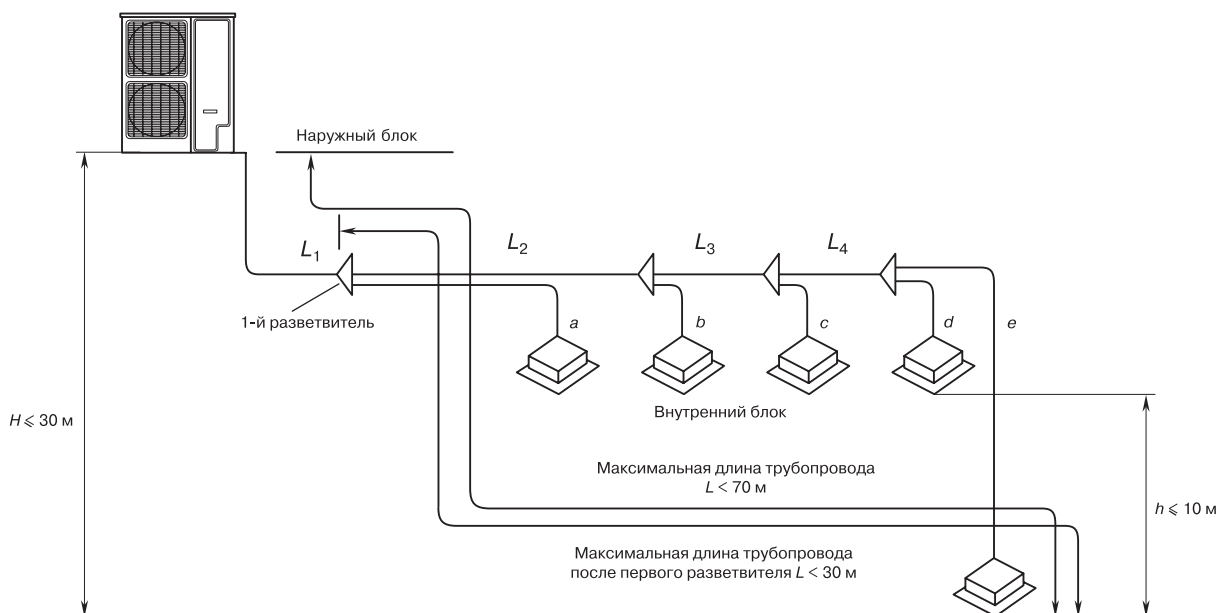 Наружный блок
L1
L2
L3
L4
1-й разветвитель
a
b
c
d
e
Внутренний блок
H ⩽ 30 м
Максимальная длина трубопровода
L < 70 м
h ⩽ 10 м
Максимальная длина трубопровода
после первого разветвителя L < 30 м